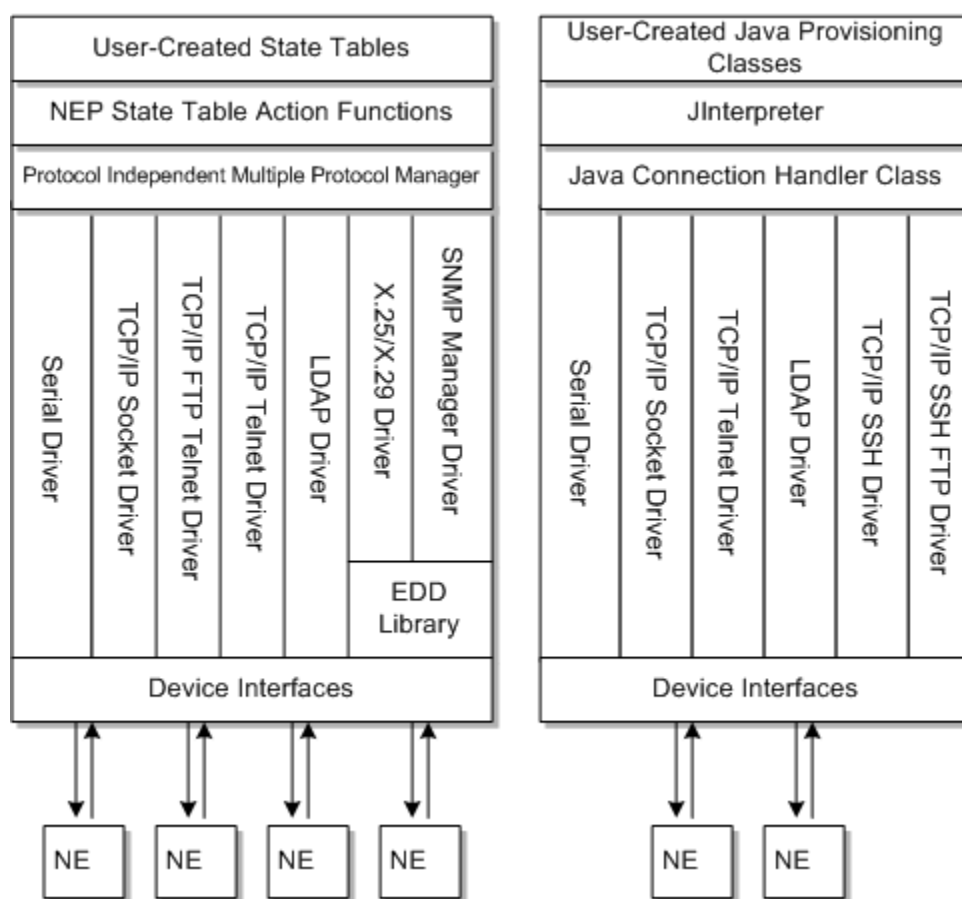 User-Created State Tables
NEP State Table Action Functions
Protocol Independent Multiple Protocol Manager
Serial Driver
TCP/IP Socket Driver
TCP/IP FTP Telnet Driver
TCP/IP Telnet Driver
LDAP Driver
X.25/X.29 Driver
SNMP Manager Driver
EDD
Library
Device Interfaces
NE
NE
NE
NE
User-Created Java Provisioning
Classes
JInterpreter
Java Connection Handler Class
Serial Driver
TCP/IP Socket Driver
TCP/IP Telnet Driver
LDAP Driver
TCP/IP SSH Driver
TCP/IP SSH FTP Driver
Device Interfaces
NE
NE